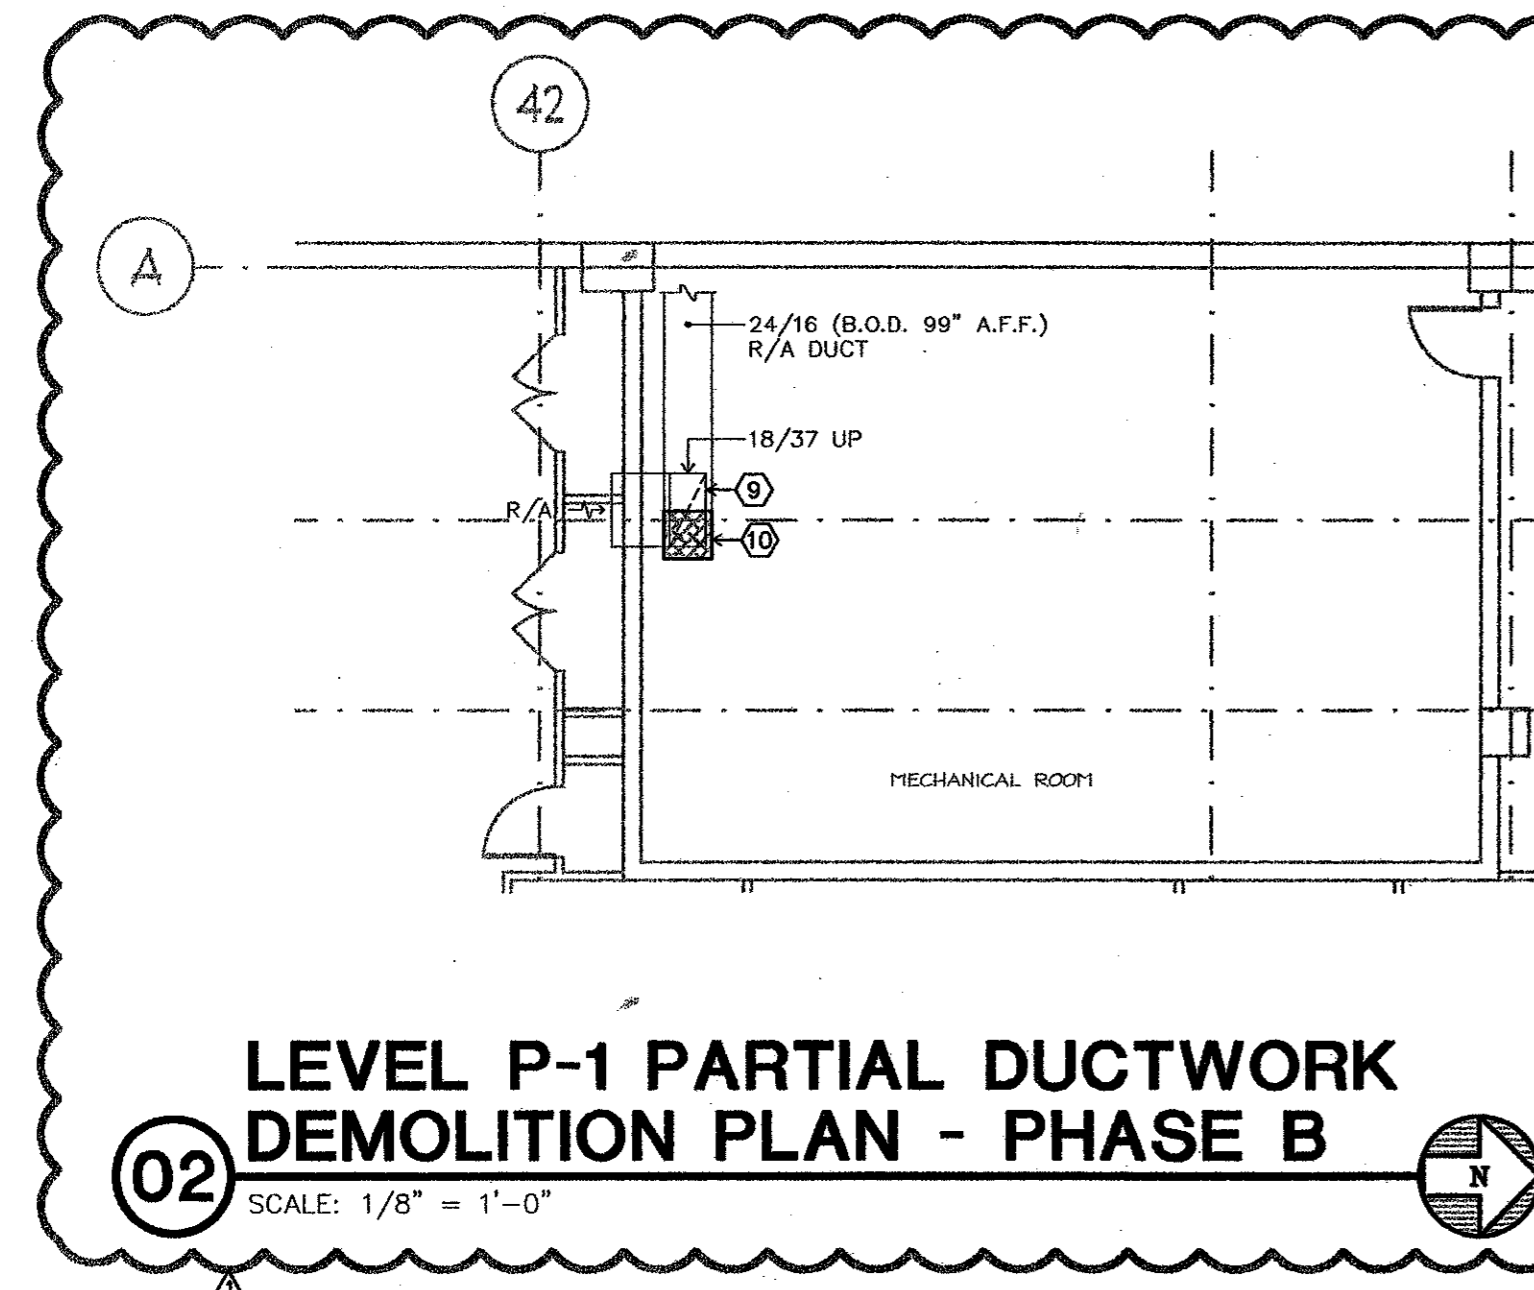 42
A
24/16 (B.O.D. 99" A.F.F.)
R/A DUCT
18/37 UP
9
R/A
10
MECHANICAL ROOM
LEVEL P-1 PARTIAL DUCTWORK
DEMOLITION PLAN - PHASE B
02
N
SCALE: 1/8" = 1'-0"
1